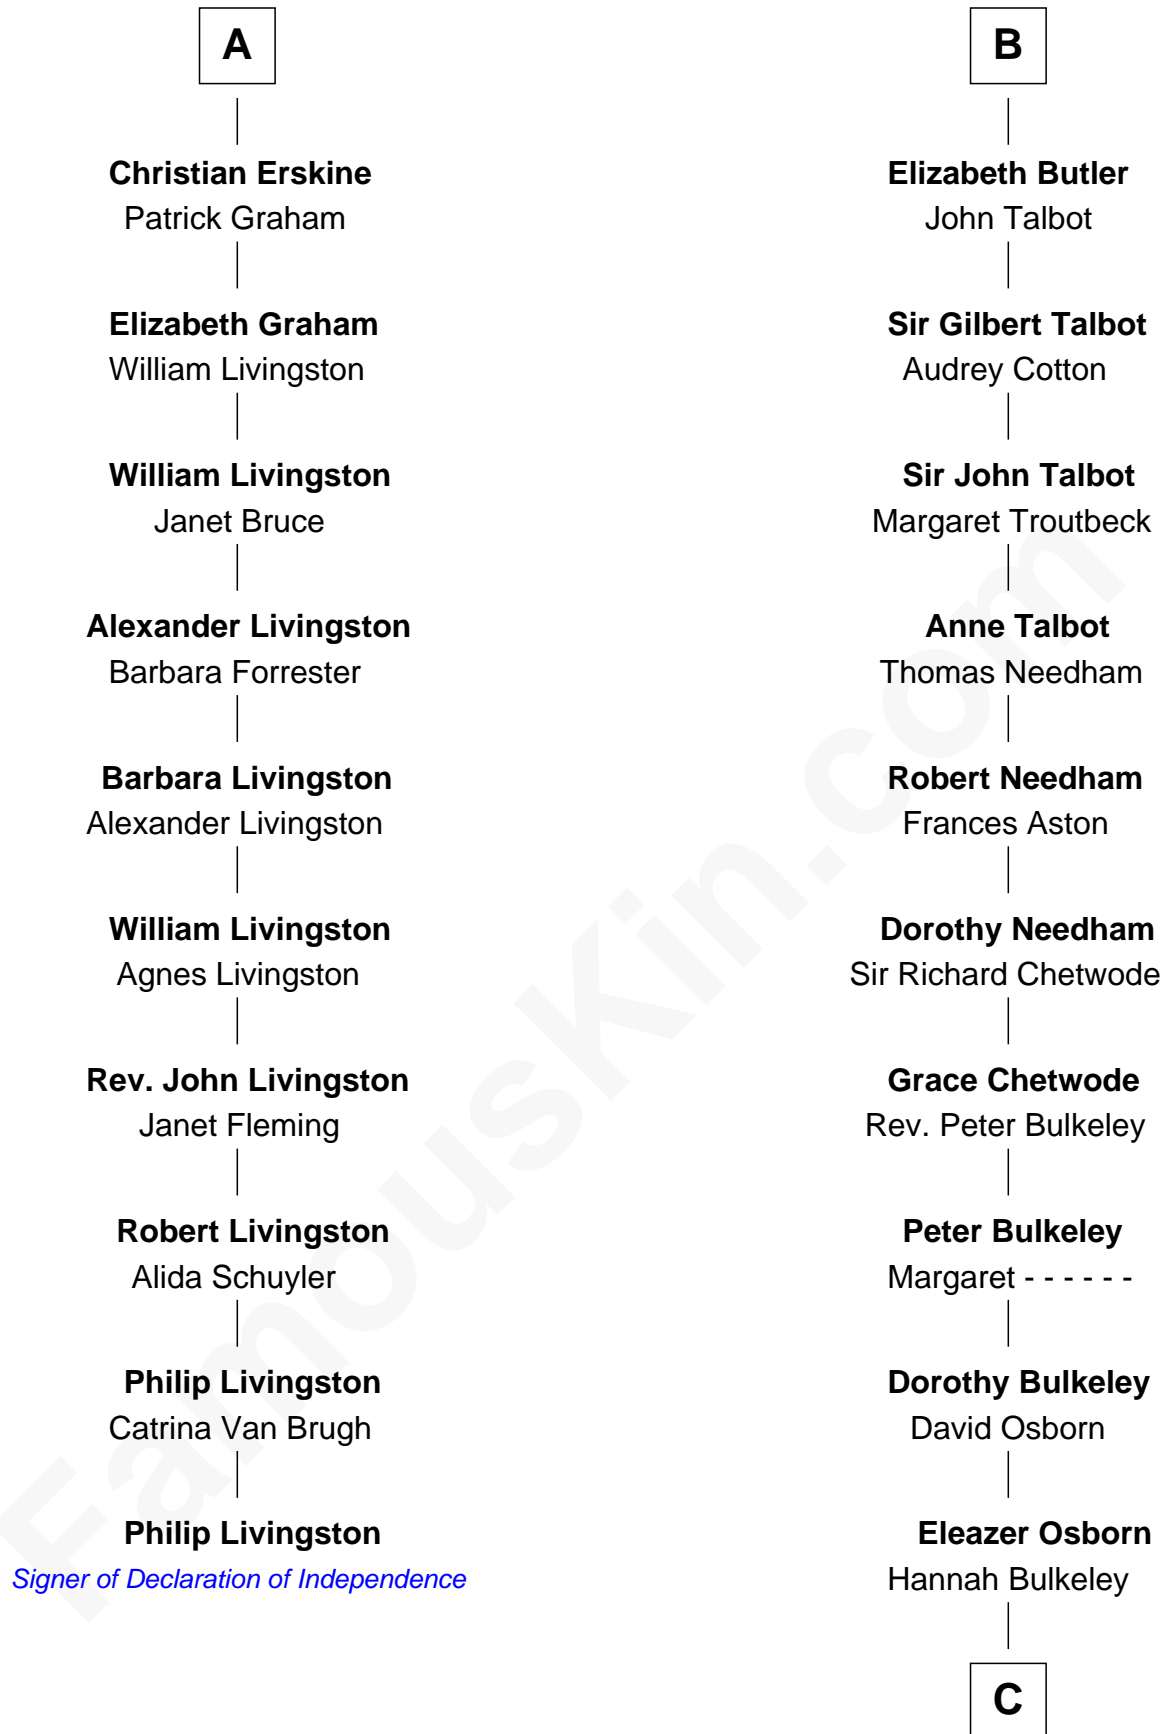 A
Christian Erskine
Patrick Graham
Elizabeth Graham
William Livingston
William Livingston
Janet Bruce
Alexander Livingston
Barbara Forrester
Barbara Livingston
Alexander Livingston
William Livingston
Agnes Livingston
Rev. John Livingston
Janet Fleming
Robert Livingston
Alida Schuyler
Philip Livingston
Catrina Van Brugh
Philip Livingston
Signer of Declaration of Independence
B
Elizabeth Butler
John Talbot
Sir Gilbert Talbot
Audrey Cotton
Sir John Talbot
Margaret Troutbeck
Anne Talbot
Thomas Needham
Robert Needham
Frances Aston
Dorothy Needham
Sir Richard Chetwode
Grace Chetwode
Rev. Peter Bulkeley
Peter Bulkeley
Margaret - - - - - -
Dorothy Bulkeley
David Osborn
Eleazer Osborn
Hannah Bulkeley
C
FamousKin.com